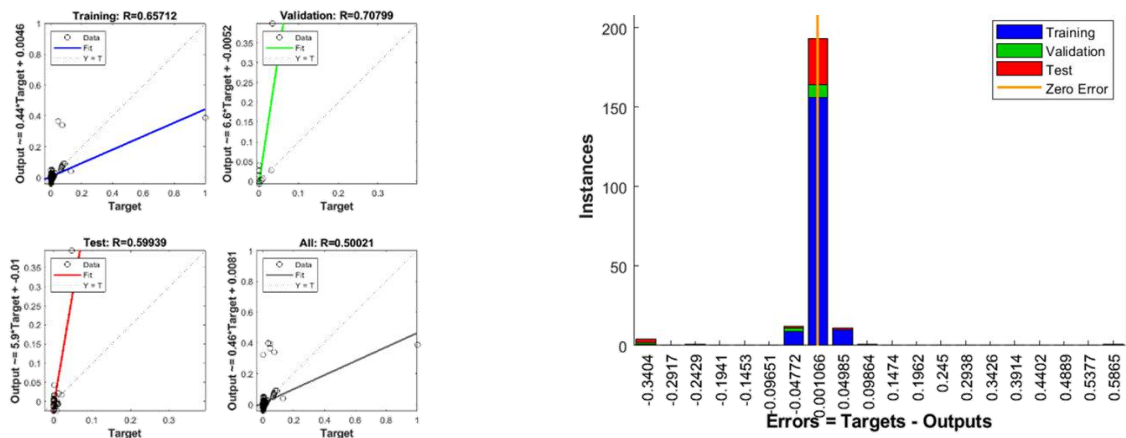 Training: R=0.65712
Output ~= 0.44*Target + 0.0046
1
0.8
0.6
0.4
0.2
0
Data
Fit
Y = T
0 0.2 0.4 0.6 0.8 1
Target
Validation: R=0.70799
Output ~= 6.6*Target + -0.0052
0.35
0.3
0.25
0.2
0.15
0.1
0.05
0
Data
Fit
Y = T
0 0.2
Target
Test: R=0.59939
Output ~= 5.9*Target + -0.01
0.35
0.3
0.25
0.2
0.15
0.1
0.05
0
Data
Fit
Y = T
0 0.1 0.2 0.3
Target
All: R=0.50021
Output ~= 0.46*Target + 0.0081
1
0.8
0.6
0.4
0.2
0
Data
Fit
Y = T
0 0.2 0.4 0.6 0.8 1
Target
Instances
200
150
100
50
0
Training
Validation
Test
Zero Error
-0.3404
-0.2917
-0.2429
-0.1941
-0.1453
-0.09651
-0.04772
0.001066
0.04985
0.09864
0.1474
0.1962
0.245
0.2938
0.3426
0.3914
0.4402
0.4889
0.5377
0.5865
Errors = Targets - Outputs